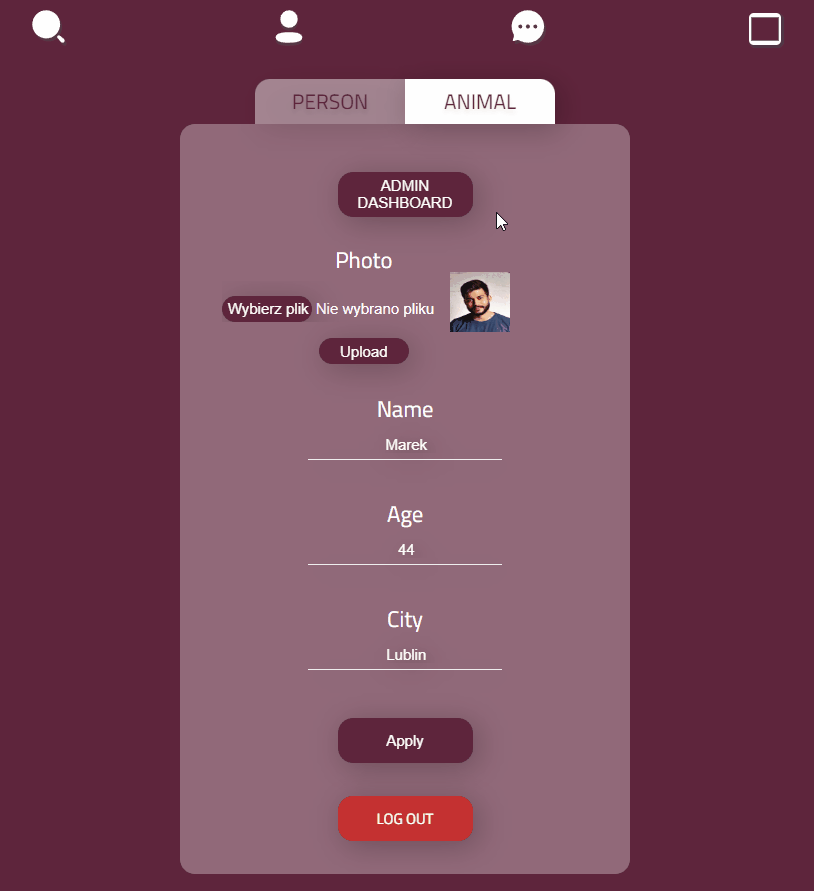 PERSON
ANIMAL
ADMIN
DASHBOARD
Photo
Wybierz plik Nie wybrano pliku
Upload
Name
Marek
Age
44
City
Lublin
Apply
LOG OUT